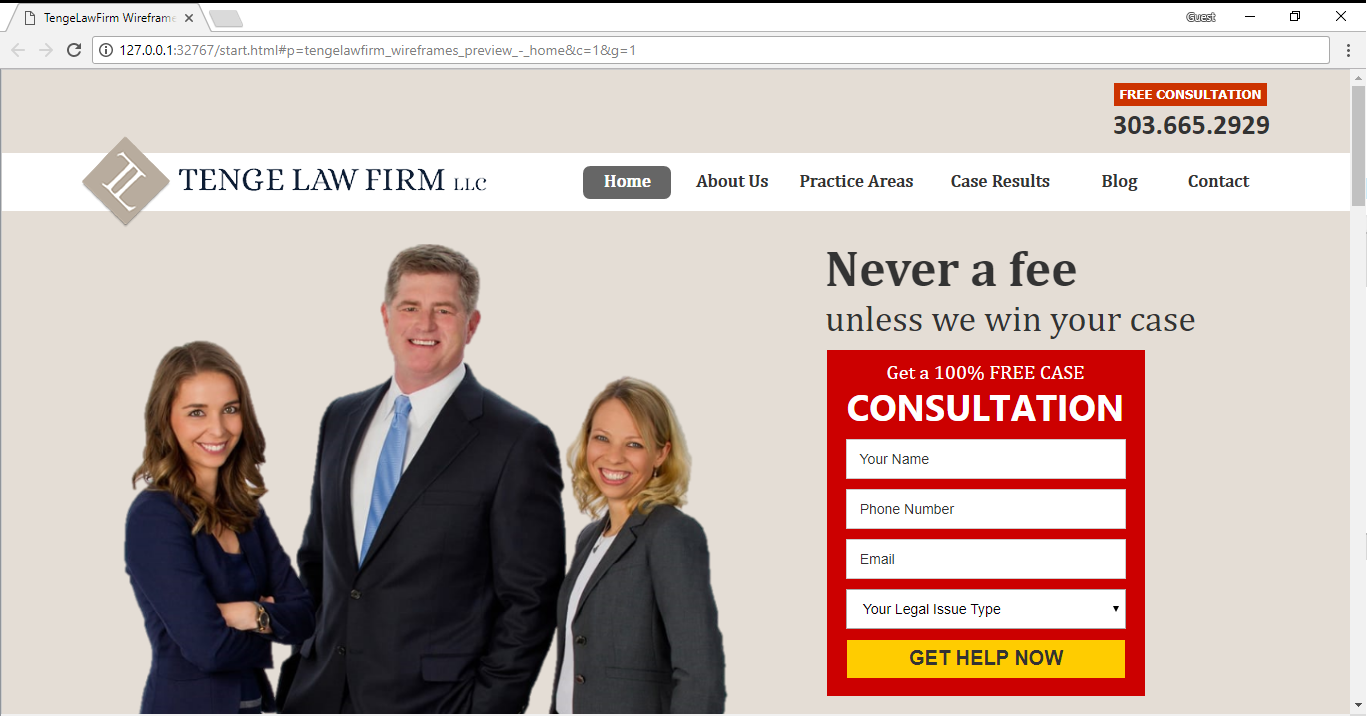 TengeLawFirm Wireframe
Guest
127.0.0.1:32767/start.html#p=tengelawfirm_wireframes_preview_-_home&c=1&g=1
FREE CONSULTATION
303.665.2929
TL
TENGE LAW FIRM LLC
Home
About Us
Practice Areas
Case Results
Blog
Contact
Never a fee
unless we win your case
Get a 100% FREE CASE
CONSULTATION
Your Name
Phone Number
Email
Your Legal Issue Type
GET HELP NOW